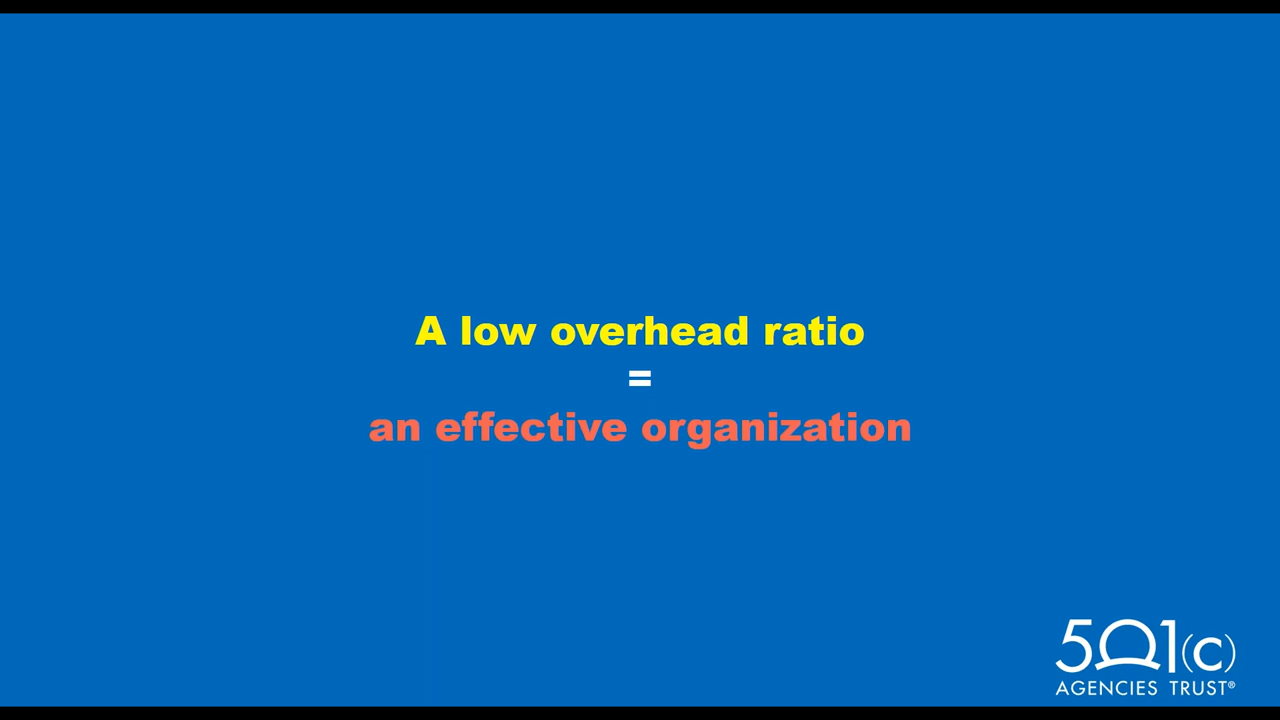 A low overhead ratio
=
an effective organization
501(c)
AGENCIES TRUST®